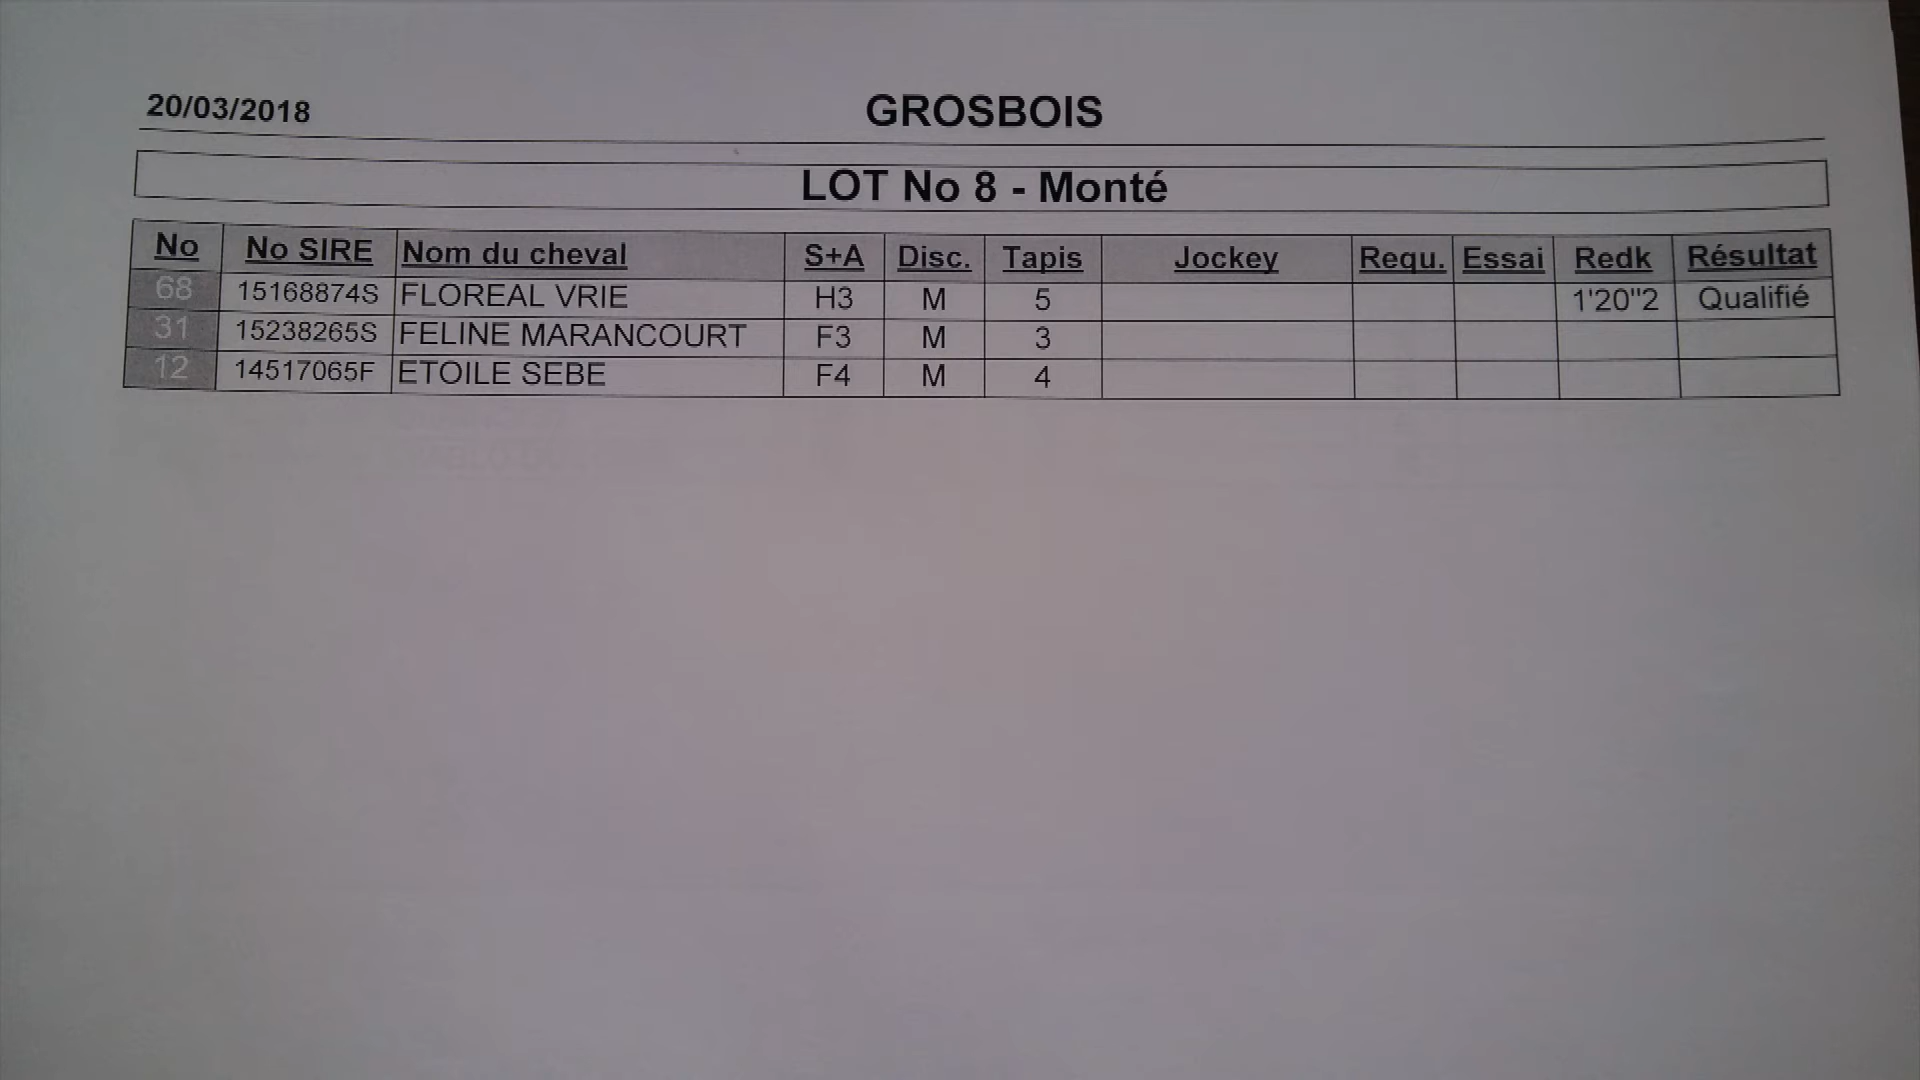 20/03/2018 GROSBOIS
LOT No 8 - Monté
No No SIRE Nom du cheval S+A Disc. Tapis Jockey Requ. Essai Redk Résultat
68 15168874S FLOREAL VRIE H3 M 5 1'20"2 Qualifié
31 15238265S FELINE MARANCOURT F3 M 3
12 14517065F ETOILE SEBE F4 M 4